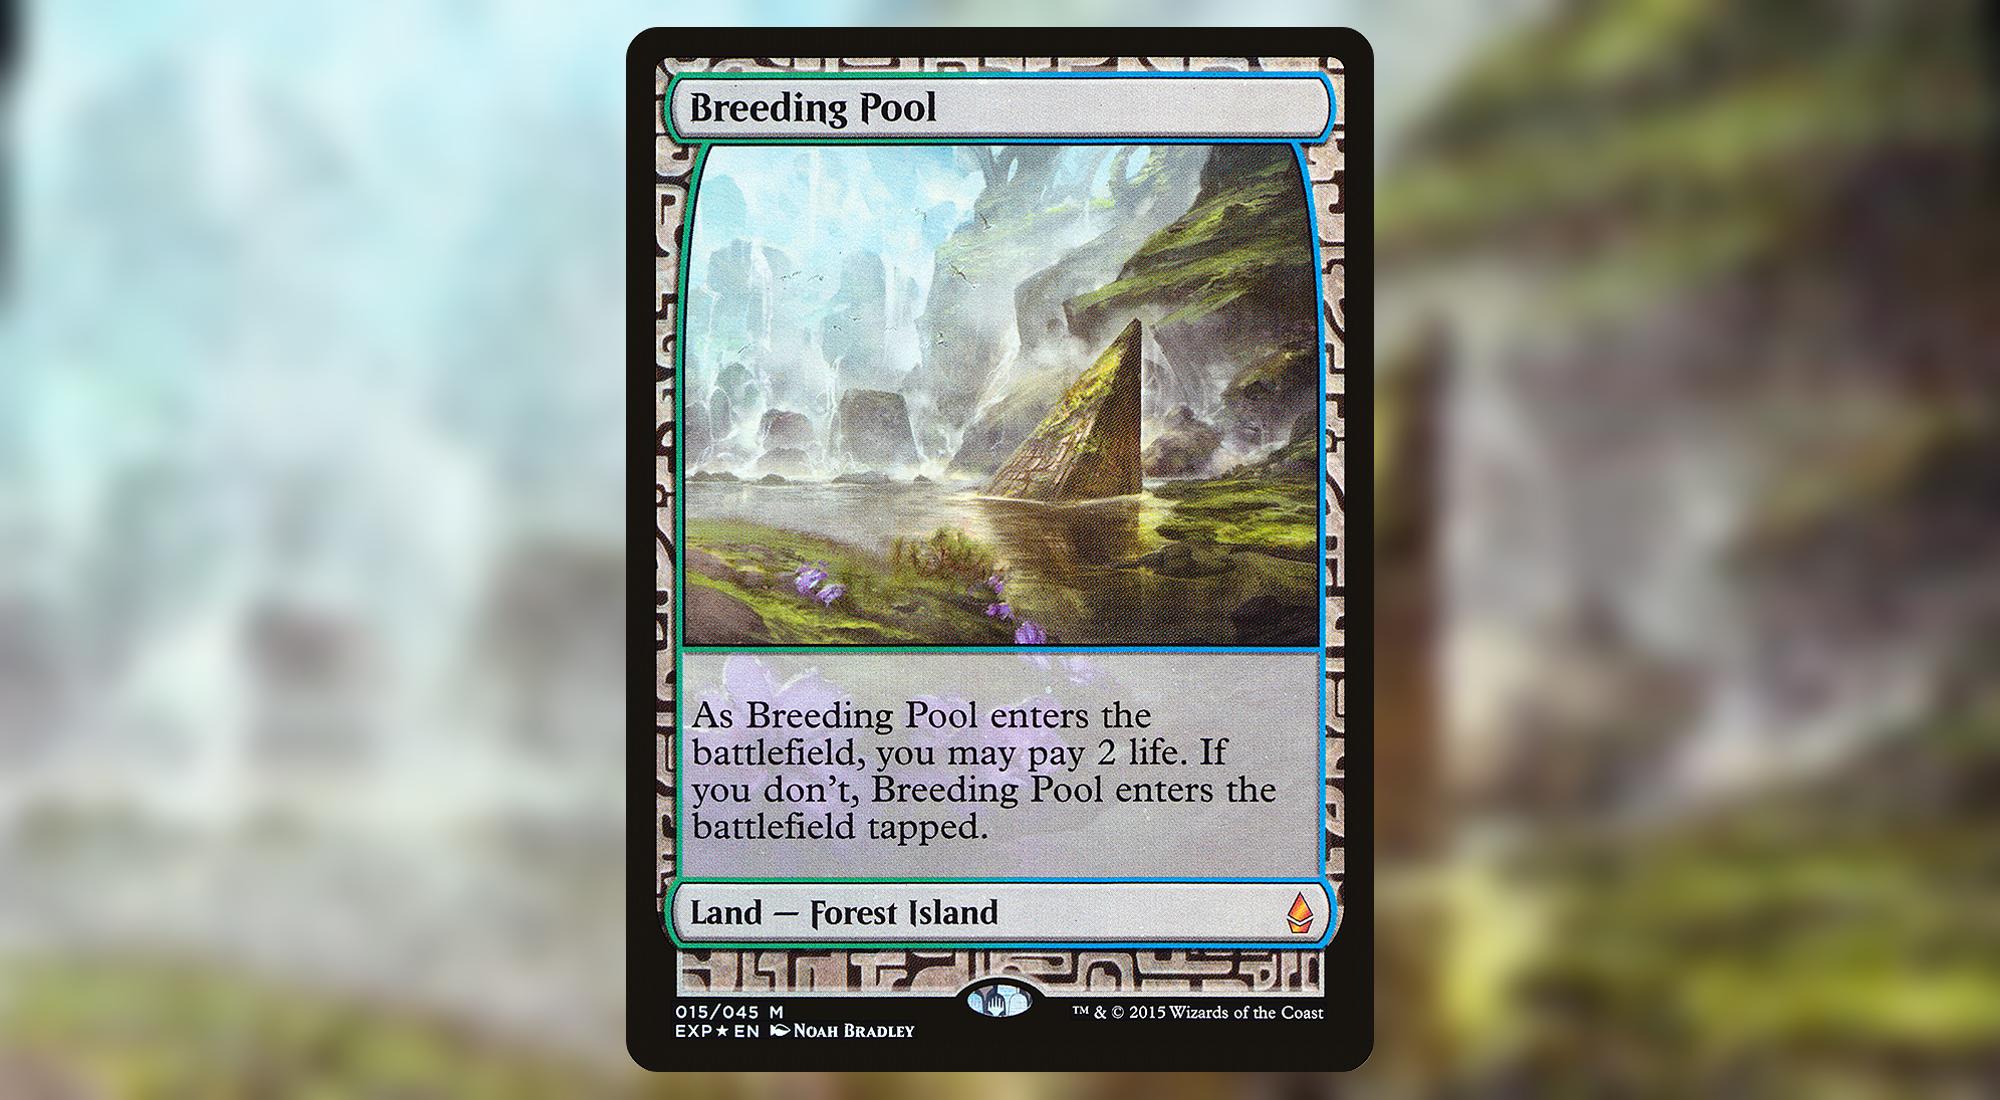 Breeding Pool
As Breeding Pool enters the
battlefield, you may pay 2 life. If
you don't, Breeding Pool enters the
battlefield tapped.
Land — Forest Island
015/045 M
EXP★EN Noah Bradley
™ & © 2015 Wizards of the Coast